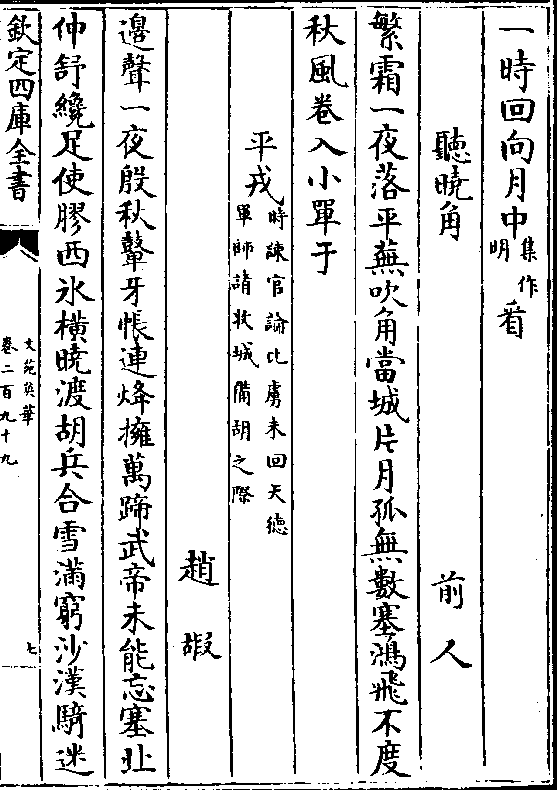 一時回向月中集作明看
聽曉角
前人
繁霜一夜落平蕪吹角當城片月孤無數塞鴻飛不度
秋風卷入小單于
平戎時諫官論北虜未回天德
軍帥請收城備胡之際
趙嘏
邊聲一夜殷秋鼙牙帳連烽擁萬蹄武帝未能忘塞北
仲舒纔足使膠西氷橫曉渡胡兵合雪滿窮沙漢騎迷
欽定四庫全書
文苑英華
卷二百九十九
七